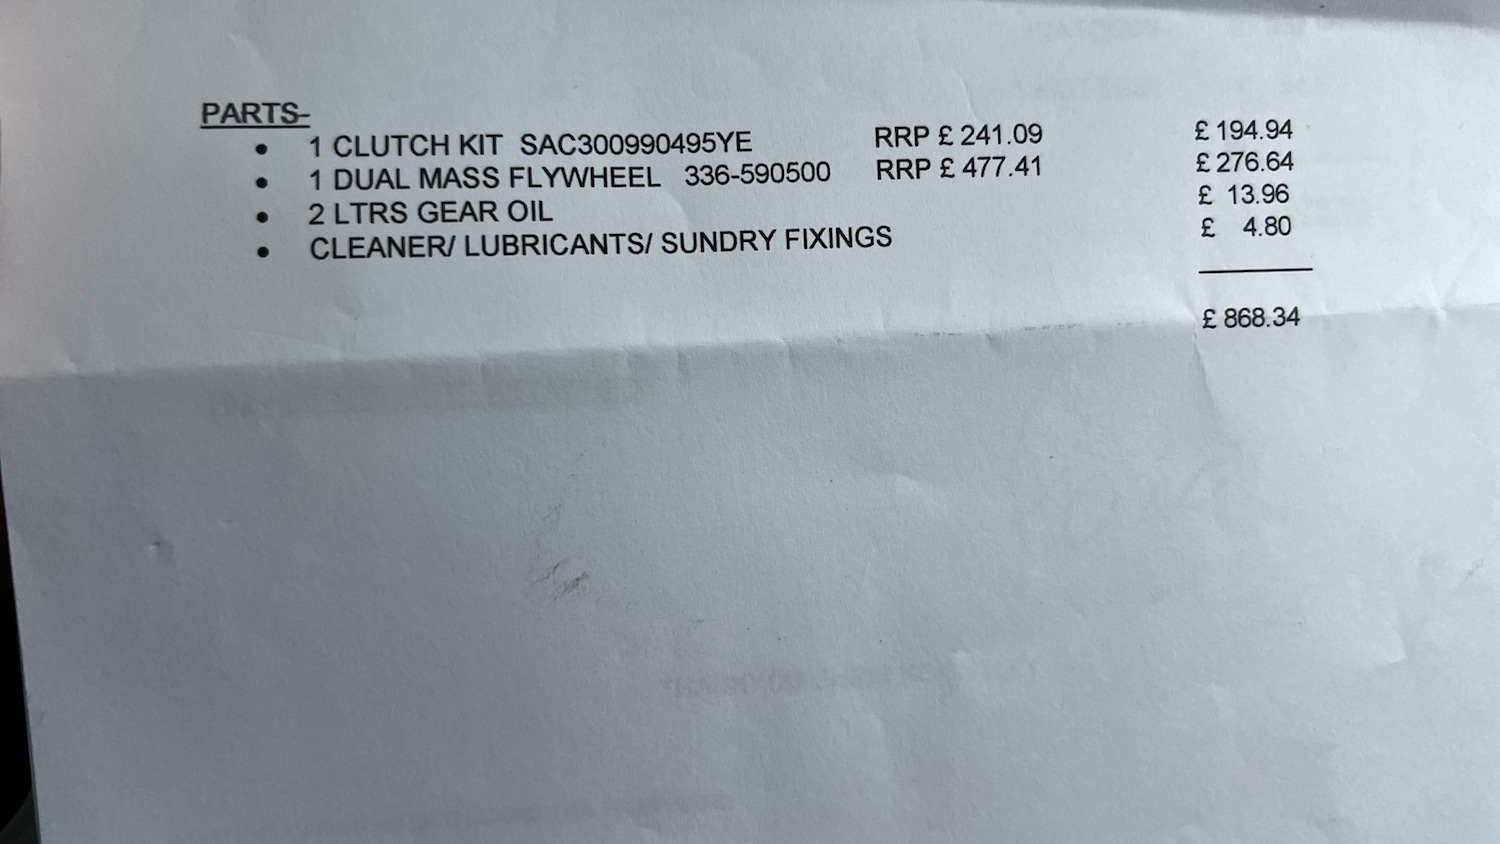 PARTS-
• 1 CLUTCH KIT SAC300990495YE RRP £ 241.09 £ 194.94
• 1 DUAL MASS FLYWHEEL 336-590500 RRP £ 477.41 £ 276.64
• 2 LTRS GEAR OIL £ 13.96
• CLEANER/ LUBRICANTS/ SUNDRY FIXINGS £ 4.80
£ 868.34